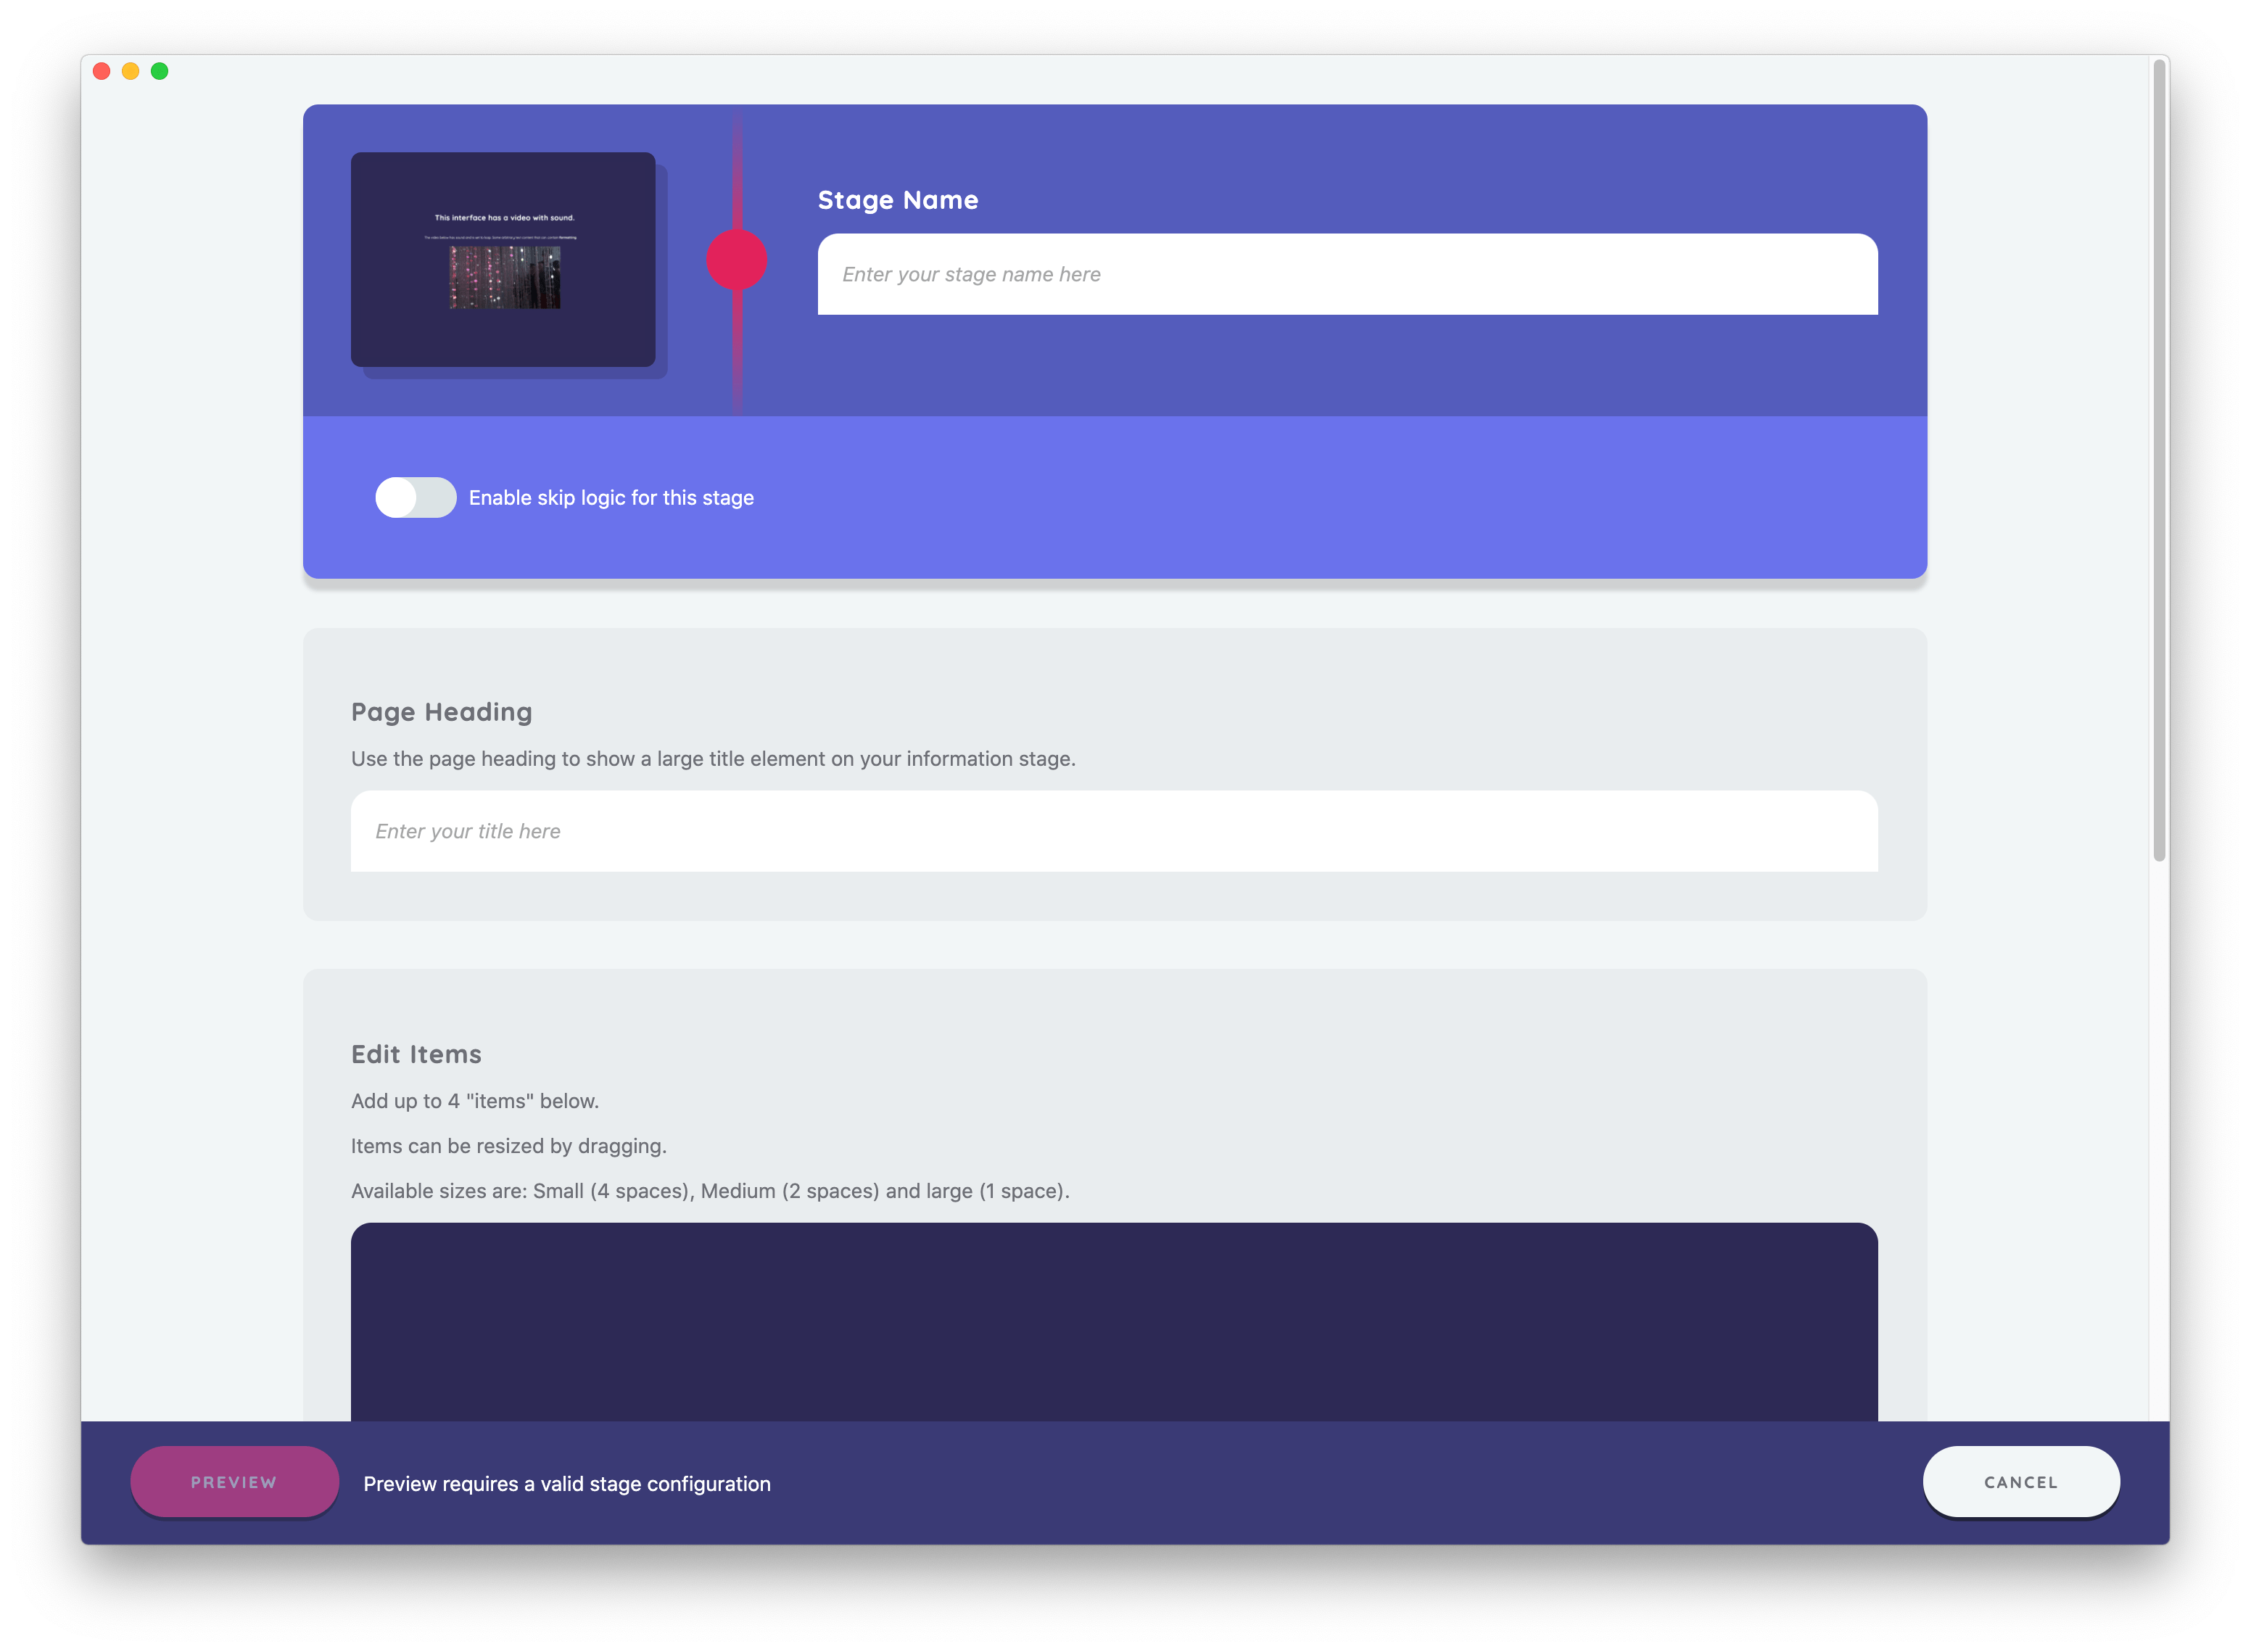 This interface has a video with sound.
Stage Name
Enter your stage name here
Enable skip logic for this stage
Page Heading
Use the page heading to show a large title element on your information stage.
Enter your title here
Edit Items
Add up to 4 "items" below.
Items can be resized by dragging.
Available sizes are: Small (4 spaces), Medium (2 spaces) and large (1 space).
PREVIEW
Preview requires a valid stage configuration
CANCEL